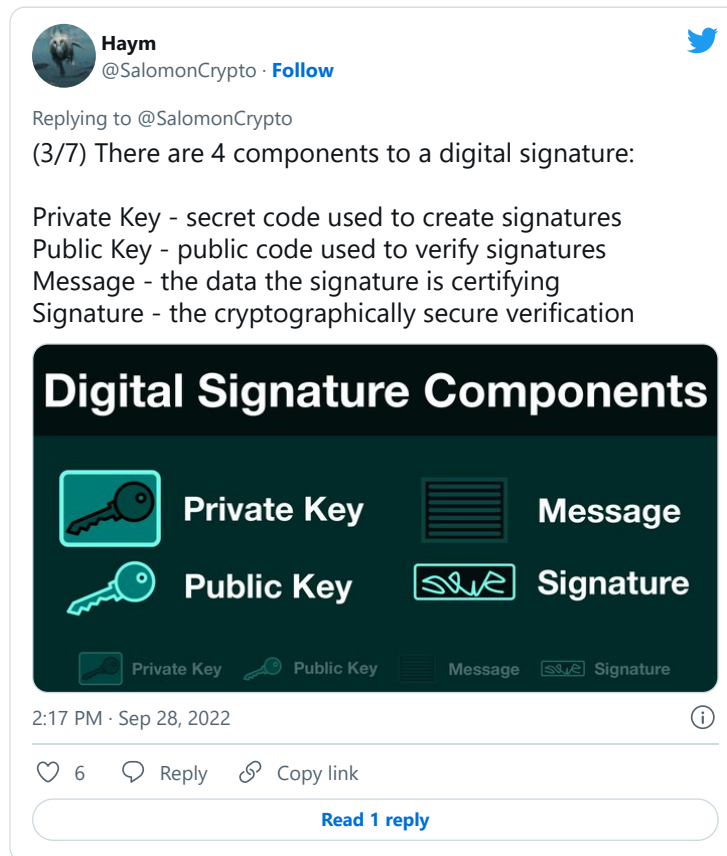 Haym
@SalomonCrypto · Follow
Replying to @SalomonCrypto
(3/7) There are 4 components to a digital signature:
Private Key - secret code used to create signatures
Public Key - public code used to verify signatures
Message - the data the signature is certifying
Signature - the cryptographically secure verification
Digital Signature Components
Private Key
Message
Public Key
Signature
Private Key Public Key Message Signature
2:17 PM · Sep 28, 2022
6 Reply Copy link
Read 1 reply